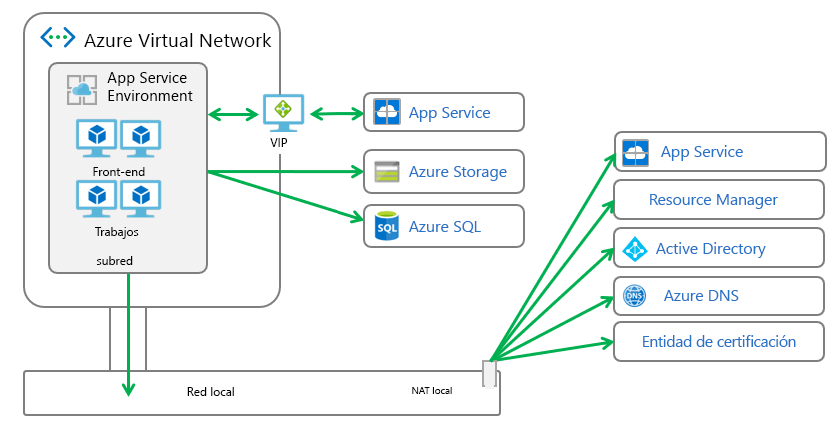 Azure Virtual Network
App Service
Environment
Front-end
Trabajos
subred
VIP
App Service
Azure Storage
SQL
Azure SQL
App Service
Resource Manager
Active Directory
DNS
Azure DNS
Entidad de certificación
Red local
NAT local